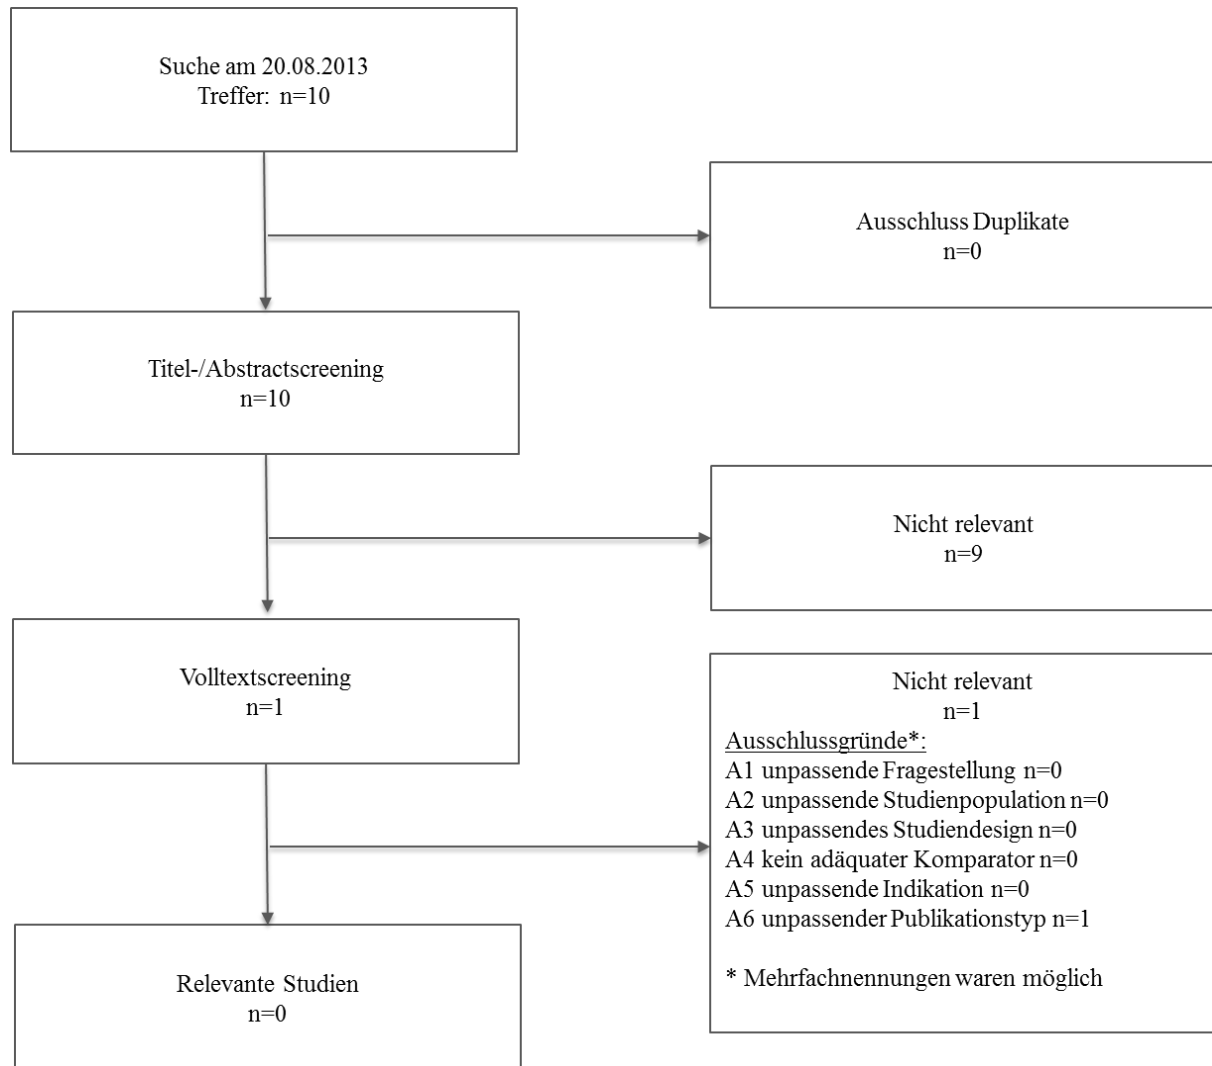 Suche am 20.08.2013
Treffer: n=10
Ausschluss Duplikate
n=0
Titel-/Abstractscreening
n=10
Nicht relevant
n=9
Volltextscreening
n=1
Nicht relevant
n=1
Ausschlussgründe*:
A1 unpassende Fragestellung n=0
A2 unpassende Studienpopulation n=0
A3 unpassendes Studiendesign n=0
A4 kein adäquater Komparator n=0
A5 unpassende Indikation n=0
A6 unpassender Publikationstyp n=1
* Mehrfachnennungen waren möglich
Relevante Studien
n=0